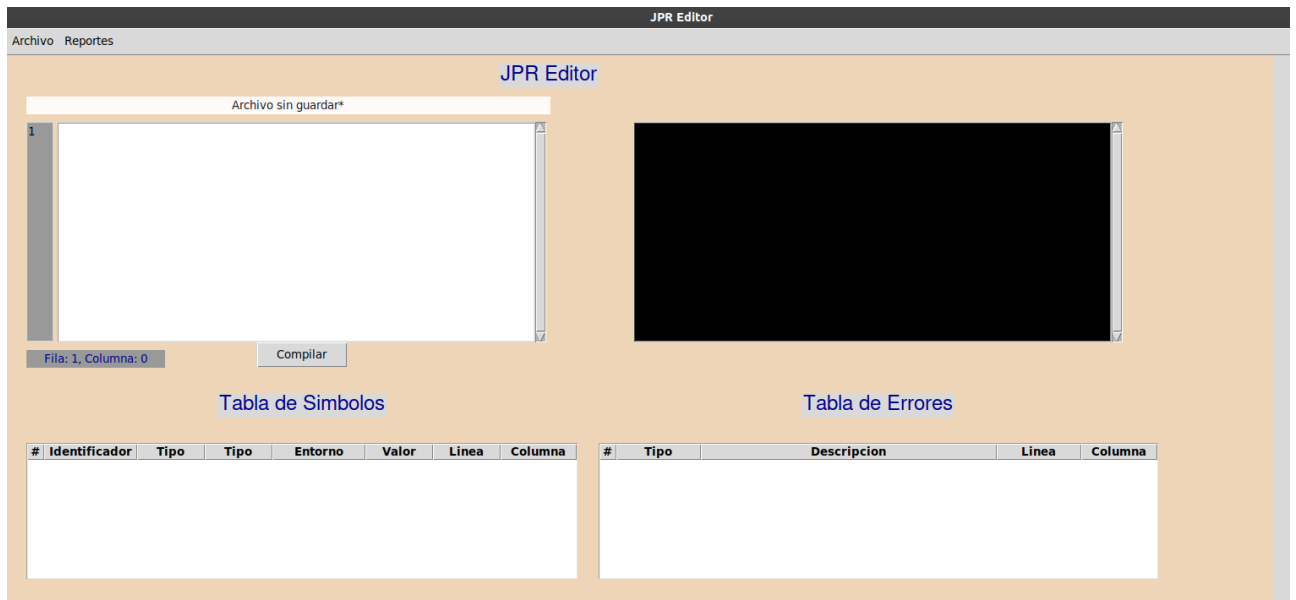 JPR Editor
Archivo Reportes
JPR Editor
Archivo sin guardar*
1
Fila: 1, Columna: 0
Compilar
Tabla de Simbolos
Tabla de Errores
# Identificador Tipo Tipo Entorno Valor Linea Columna
# Tipo Descripcion Linea Columna